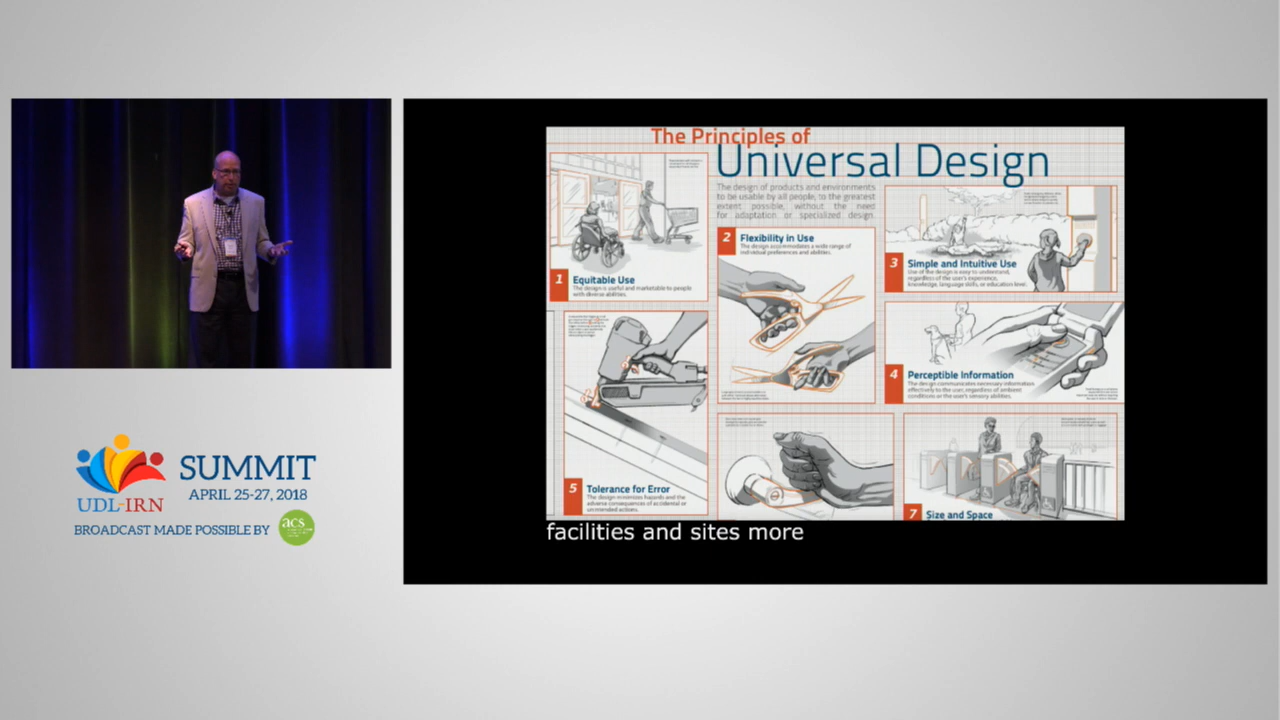 The Principles of
Universal Design
The design of products and environments
to be usable by all people, to the greatest
extent possible, without the need
for adaptation or specialized design.
1 Equitable Use
The design is useful and marketable to people
with diverse abilities.
2 Flexibility in Use
The design accommodates a wide range of
individual preferences and abilities.
3 Simple and Intuitive Use
Use of the design is easy to understand,
regardless of the user's experience,
knowledge, language skills, or education level.
4 Perceptible Information
The design communicates necessary information
effectively to the user, regardless of ambient
conditions or the user's sensory abilities.
5 Tolerance for Error
The design minimizes hazards and the
adverse consequences of accidental or
unintended actions.
7 Size and Space
facilities and sites more
UDL-IRN
SUMMIT
APRIL 25-27, 2018
BROADCAST MADE POSSIBLE BY
acs